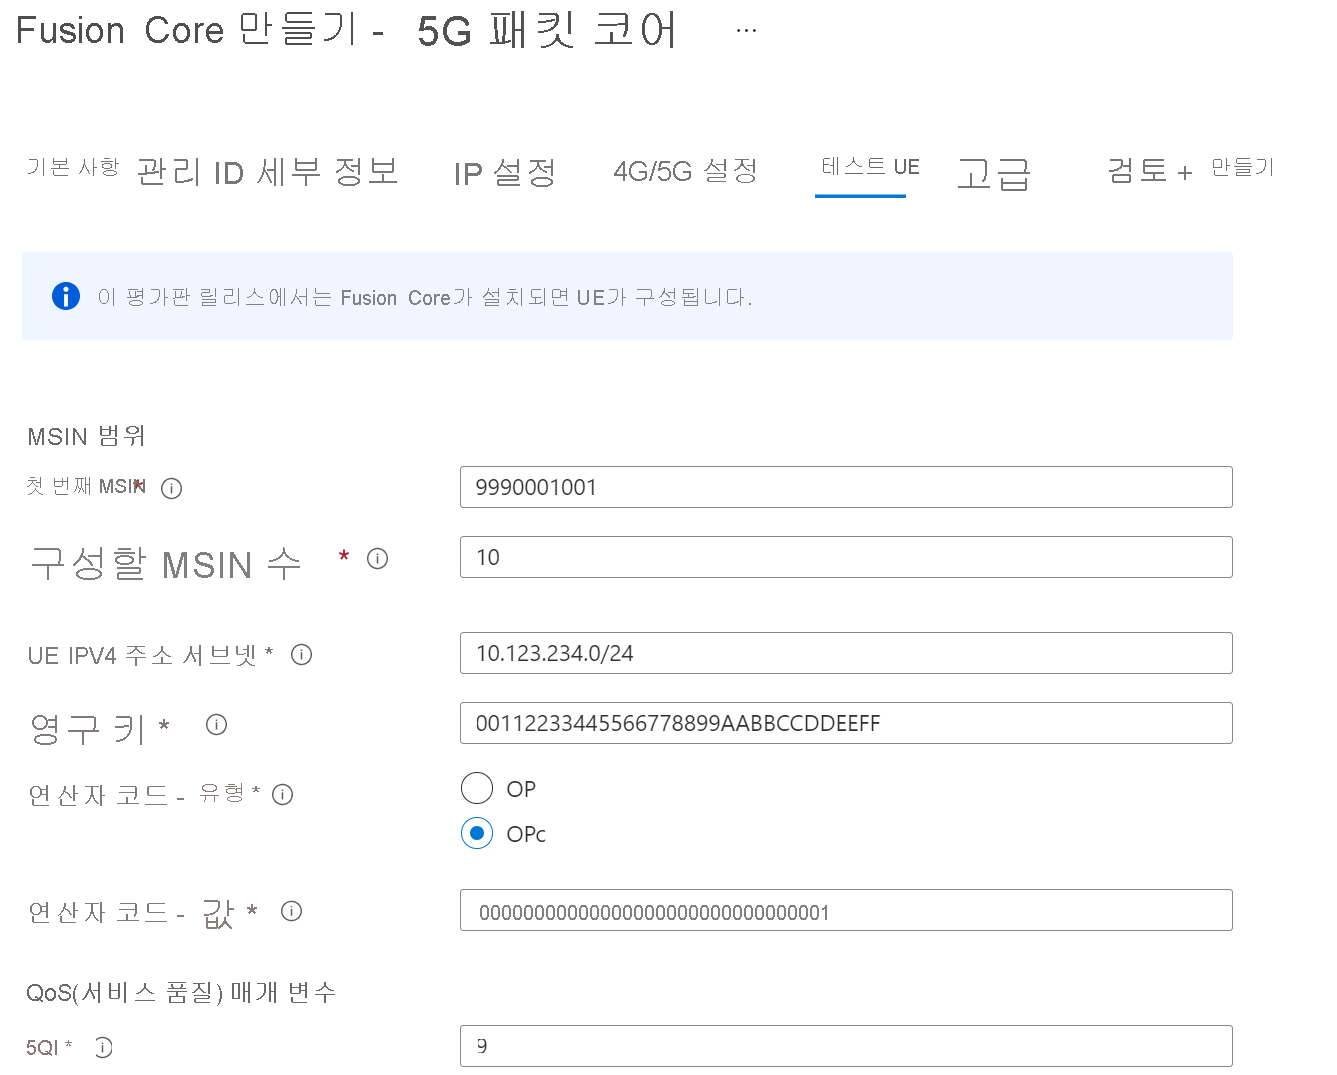 Fusion Core 만들기 - 5G 패킷 코어 ...
기본 사항 관리 ID 세부 정보 IP 설정 4G/5G 설정 테스트 UE 고급 검토 + 만들기
이 평가판 릴리스에서는 Fusion Core가 설치되면 UE가 구성됩니다.
MSIN 범위
첫 번째 MSIN * 9990001001
구성할 MSIN 수 * 10
UE IPV4 주소 서브넷 * 10.123.234.0/24
영구 키 * 00112233445566778899AABBCCDDEEFF
연산자 코드 - 유형 * OP
OPc
연산자 코드 - 값 * 00000000000000000000000000000001
QoS(서비스 품질) 매개 변수
5QI * 9